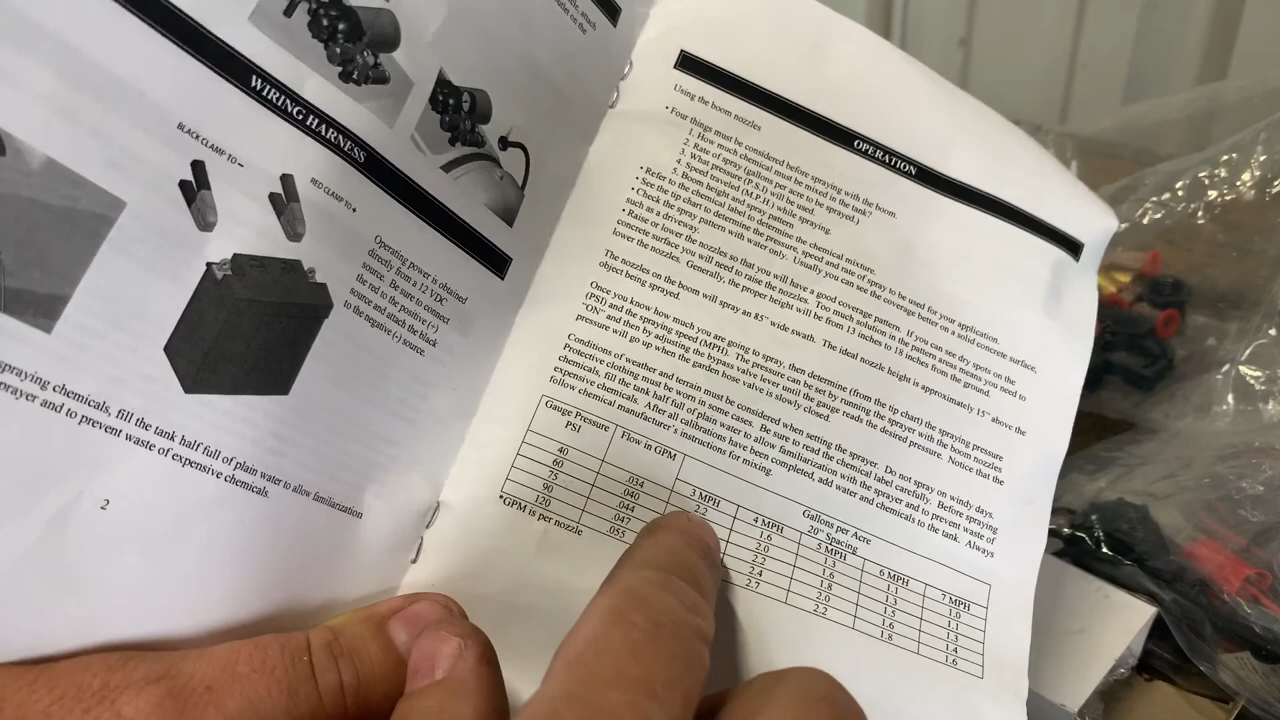 zzle, attach
outlet on the
WIRING HARNESS
BLACK CLAMP TO –
RED CLAMP TO +
Operating power is obtained
directly from a 12 VDC
source. Be sure to connect
the red to the positive (+)
source and attach the black
to the negative (-) source.
spraying chemicals, fill the tank half full of plain water to allow familiarization
sprayer and to prevent waste of expensive chemicals.
2
OPERATION
Using the boom nozzles
• Four things must be considered before spraying with the boom.
1. How much chemical must be mixed in the tank?
2. Rate of spray (gallons per acre to be sprayed.)
3. What pressure (P.S.I) will be used.
4. Speed traveled (M.P.H.) while spraying.
5. Boom height and spray pattern
• Refer to the chemical label to determine the chemical mixture.
• See the tip chart to determine the pressure, speed and rate of spray to be used for your application.
• Check the spray pattern with water only. Usually you can see the coverage better on a solid concrete surface,
such as a driveway.
• Raise or lower the nozzles so that you will have a good coverage pattern. If you can see dry spots on the
concrete surface you will need to raise the nozzles. Too much solution in the pattern areas means you need to
lower the nozzles. Generally, the proper height will be from 13 inches to 18 inches from the ground.
The nozzles on the boom will spray an 85" wide swath. The ideal nozzle height is approximately 15" above the
object being sprayed.
Once you know how much you are going to spray, then determine (from the tip chart) the spraying pressure
(PSI) and the spraying speed (MPH). The pressure can be set by running the sprayer with the boom nozzles
"ON" and then by adjusting the bypass valve lever until the gauge reads the desired pressure. Notice that the
pressure will go up when the garden hose valve is slowly closed.
Conditions of weather and terrain must be considered when setting the sprayer. Do not spray on windy days.
Protective clothing must be worn in some cases. Be sure to read the chemical label carefully. Before spraying
chemicals, fill the tank half full of plain water to allow familiarization with the sprayer and to prevent waste of
expensive chemicals. After all calibrations have been completed, add water and chemicals to the tank. Always
follow chemical manufacturer's instructions for mixing.
Gauge Pressure PSI Flow in GPM Gallons per Acre
20" Spacing
3 MPH 4 MPH 5 MPH 6 MPH 7 MPH
40 .034 2.2 1.6 1.3 1.1 1.0
60 .040 2.0 1.6 1.3 1.1
75 .044 2.2 1.8 1.5 1.3
90 .047 2.4 2.0 1.6 1.4
120 .055 2.7 2.2 1.8 1.6
*GPM is per nozzle